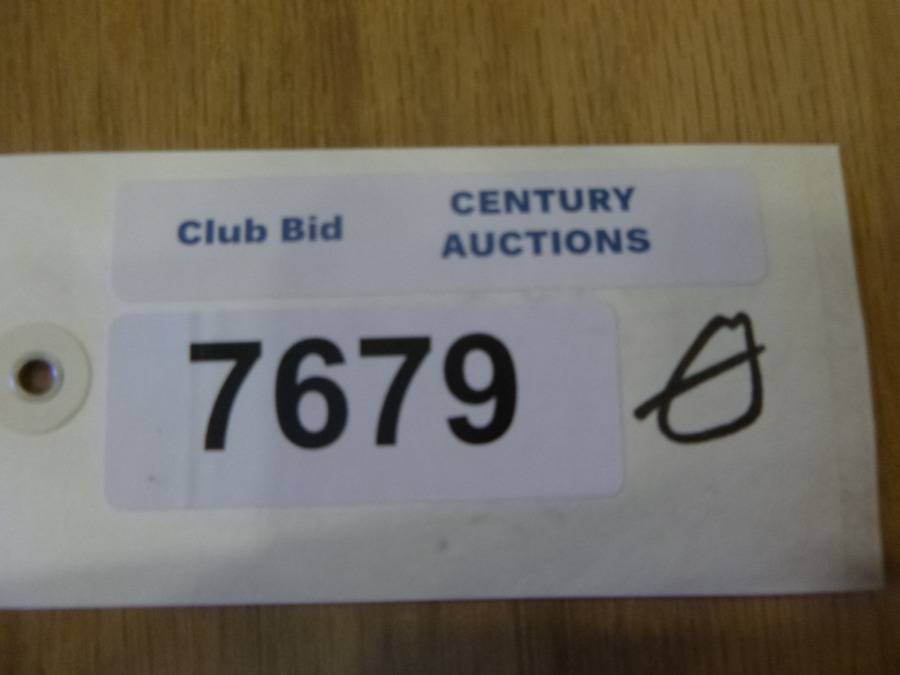 Club Bid
CENTURY
AUCTIONS
7679